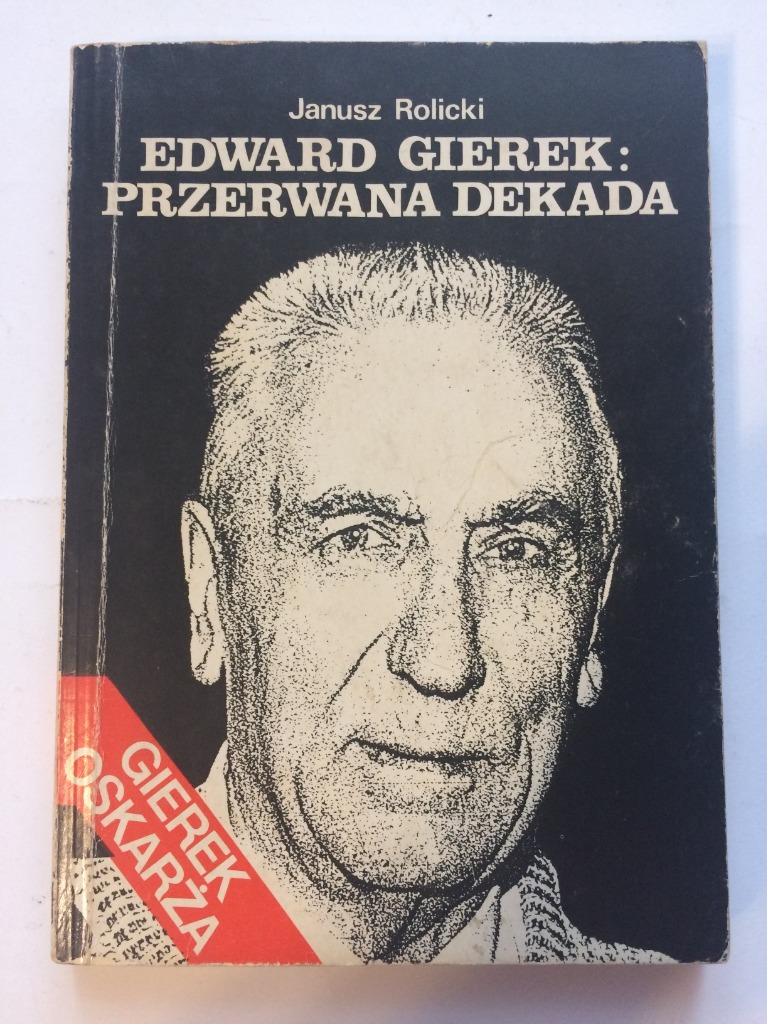 Janusz Rolicki
EDWARD GIEREK:
PRZERWANA DEKADA
GIEREK
OSKARŻA